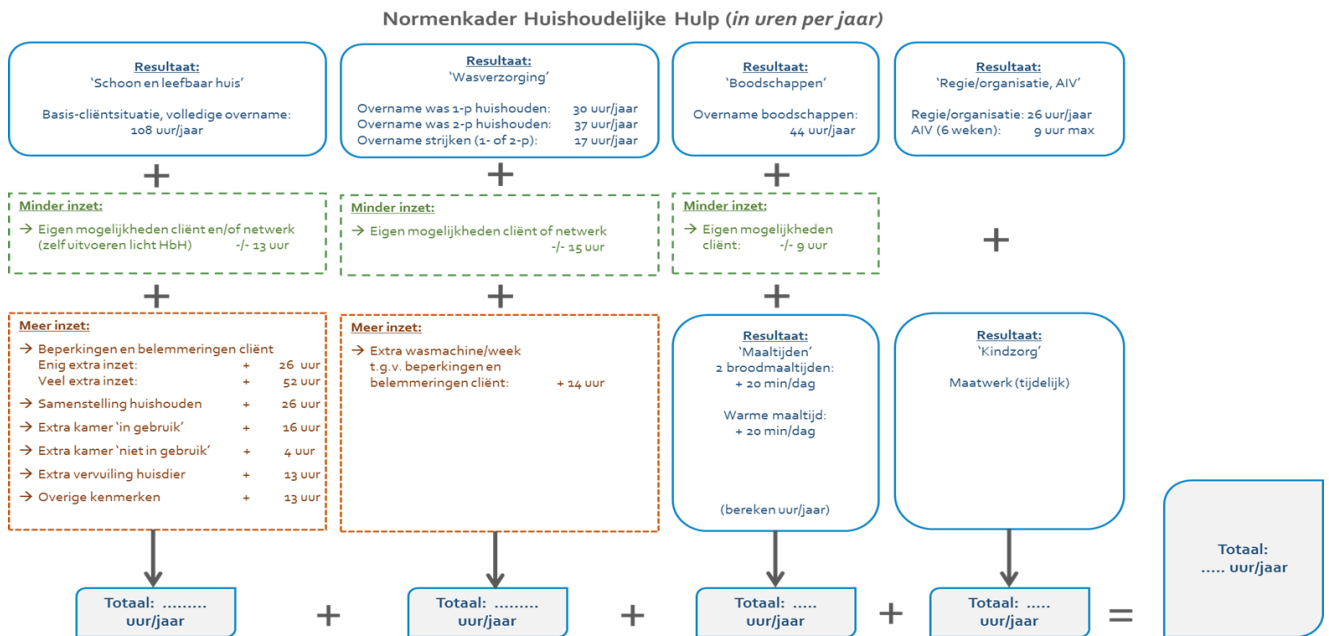 Normenkader Huishoudelijke Hulp (in uren per jaar)
Resultaat:
‘Schoon en leefbaar huis’
Basis-cliëntsituatie, volledige overname:
108 uur/jaar
Resultaat:
‘Wasverzorging’
Overname was 1-p huishouden: 30 uur/jaar
Overname was 2-p huishouden: 37 uur/jaar
Overname strijken (1- of 2-p): 17 uur/jaar
Resultaat:
‘Boodschappen’
Overname boodschappen:
44 uur/jaar
Resultaat:
‘Regie/organisatie, AIV’
Regie/organisatie: 26 uur/jaar
AIV (6 weken): 9 uur max
+ + +
Minder inzet:
→ Eigen mogelijkheden cliënt en/of netwerk
(zelf uitvoeren licht HbH) -/- 13 uur
Minder inzet:
→ Eigen mogelijkheden cliënt of netwerk
-/- 15 uur
Minder inzet:
→ Eigen mogelijkheden
cliënt: -/- 9 uur
+
+ + +
Meer inzet:
→ Beperkingen en belemmeringen cliënt
Enig extra inzet: + 26 uur
Veel extra inzet: + 52 uur
→ Samenstelling huishouden + 26 uur
→ Extra kamer ‘in gebruik’ + 16 uur
→ Extra kamer ‘niet in gebruik’ + 4 uur
→ Extra vervuiling huisdier + 13 uur
→ Overige kenmerken + 13 uur
Meer inzet:
→ Extra wasmachine/week
t.g.v. beperkingen en
belemmeringen cliënt: + 14 uur
Resultaat:
‘Maaltijden’
2 broodmaaltijden:
+ 20 min/dag
Warme maaltijd:
+ 20 min/dag
(bereken uur/jaar)
Resultaat:
‘Kindzorg’
Maatwerk (tijdelijk)
Totaal: .........
uur/jaar
+
Totaal: .........
uur/jaar
+
Totaal: .....
uur/jaar
+
Totaal: .....
uur/jaar
=
Totaal:
..... uur/jaar